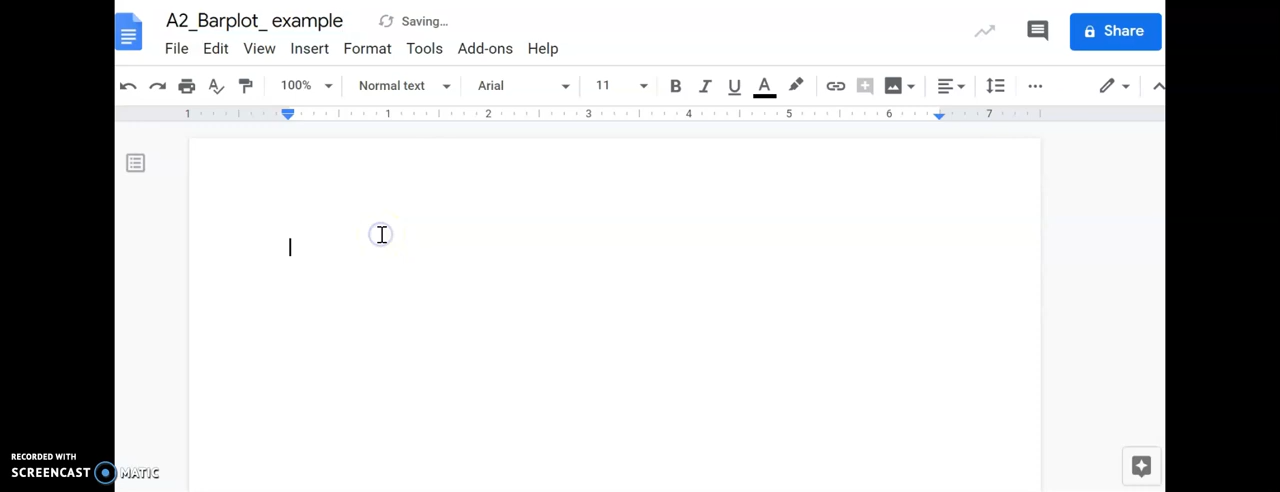 A2_Barplot_ example
Saving...
File Edit View Insert Format Tools Add-ons Help
Share
100% Normal text Arial 11 B I U A
1 1 2 3 4 5 6 7
RECORDED WITH
SCREENCAST MATIC